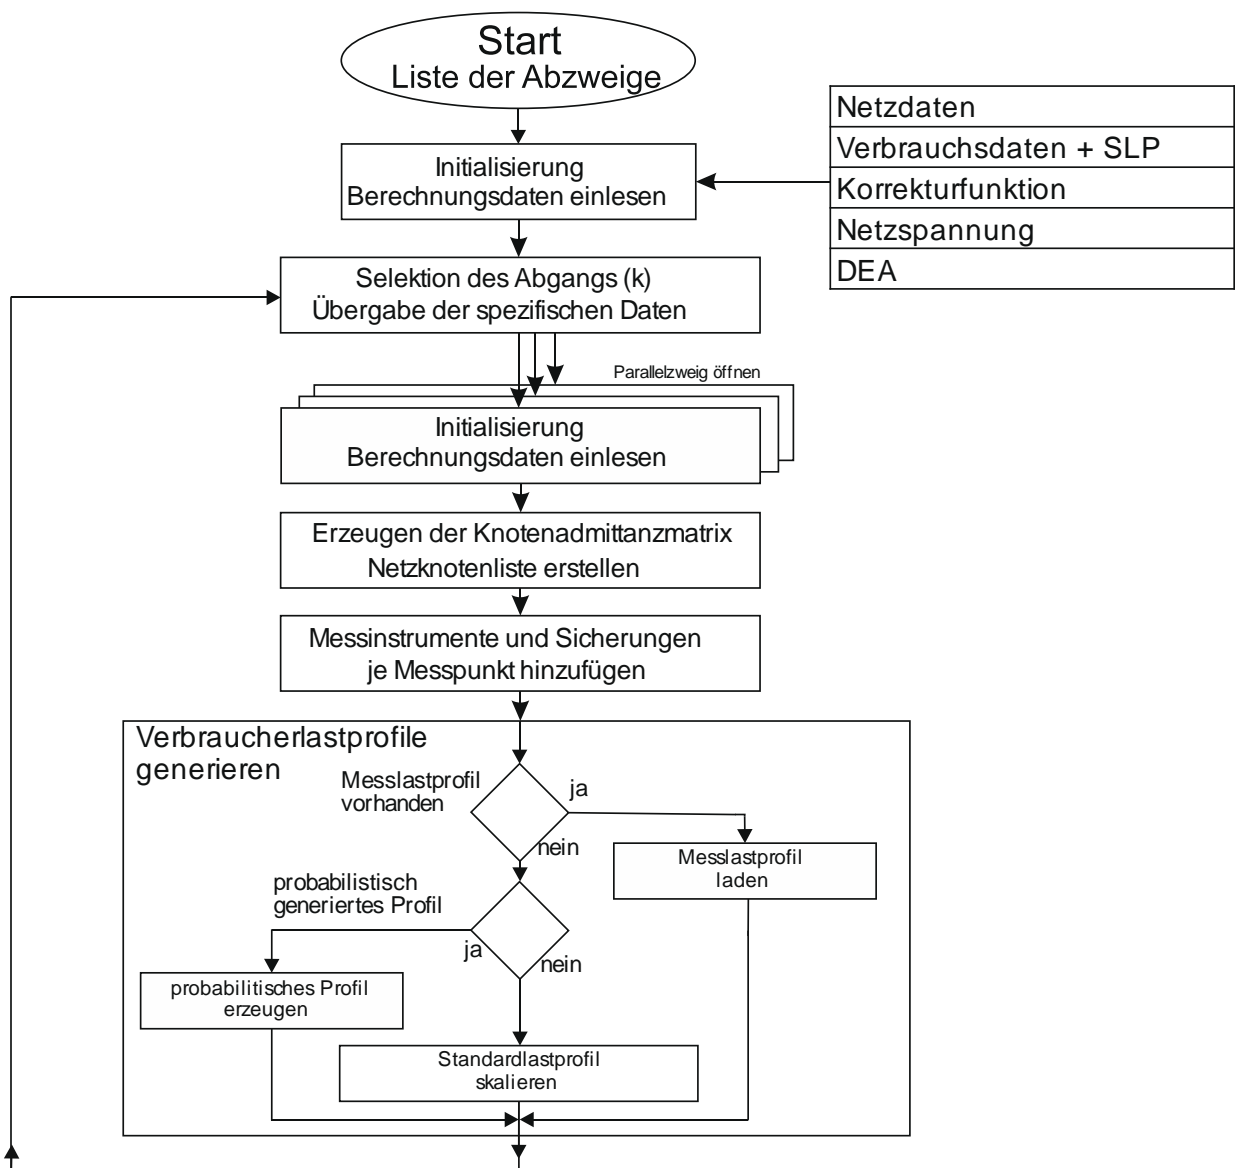 Start
Liste der Abzweige
Netzdaten
Verbrauchsdaten + SLP
Korrekturfunktion
Netzspannung
DEA
Initialisierung
Berechnungsdaten einlesen
Selektion des Abgangs (k)
Übergabe der spezifischen Daten
Parallelzweig öffnen
Initialisierung
Berechnungsdaten einlesen
Erzeugen der Knotenadmittanzmatrix
Netzknotenliste erstellen
Messinstrumente und Sicherungen
je Messpunkt hinzufügen
Verbraucherlastprofile
generieren
Messlastprofil
vorhanden
ja
nein
Messlastprofil
laden
probabilistisch
generiertes Profil
ja
nein
probabilitisches Profil
erzeugen
Standardlastprofil
skalieren